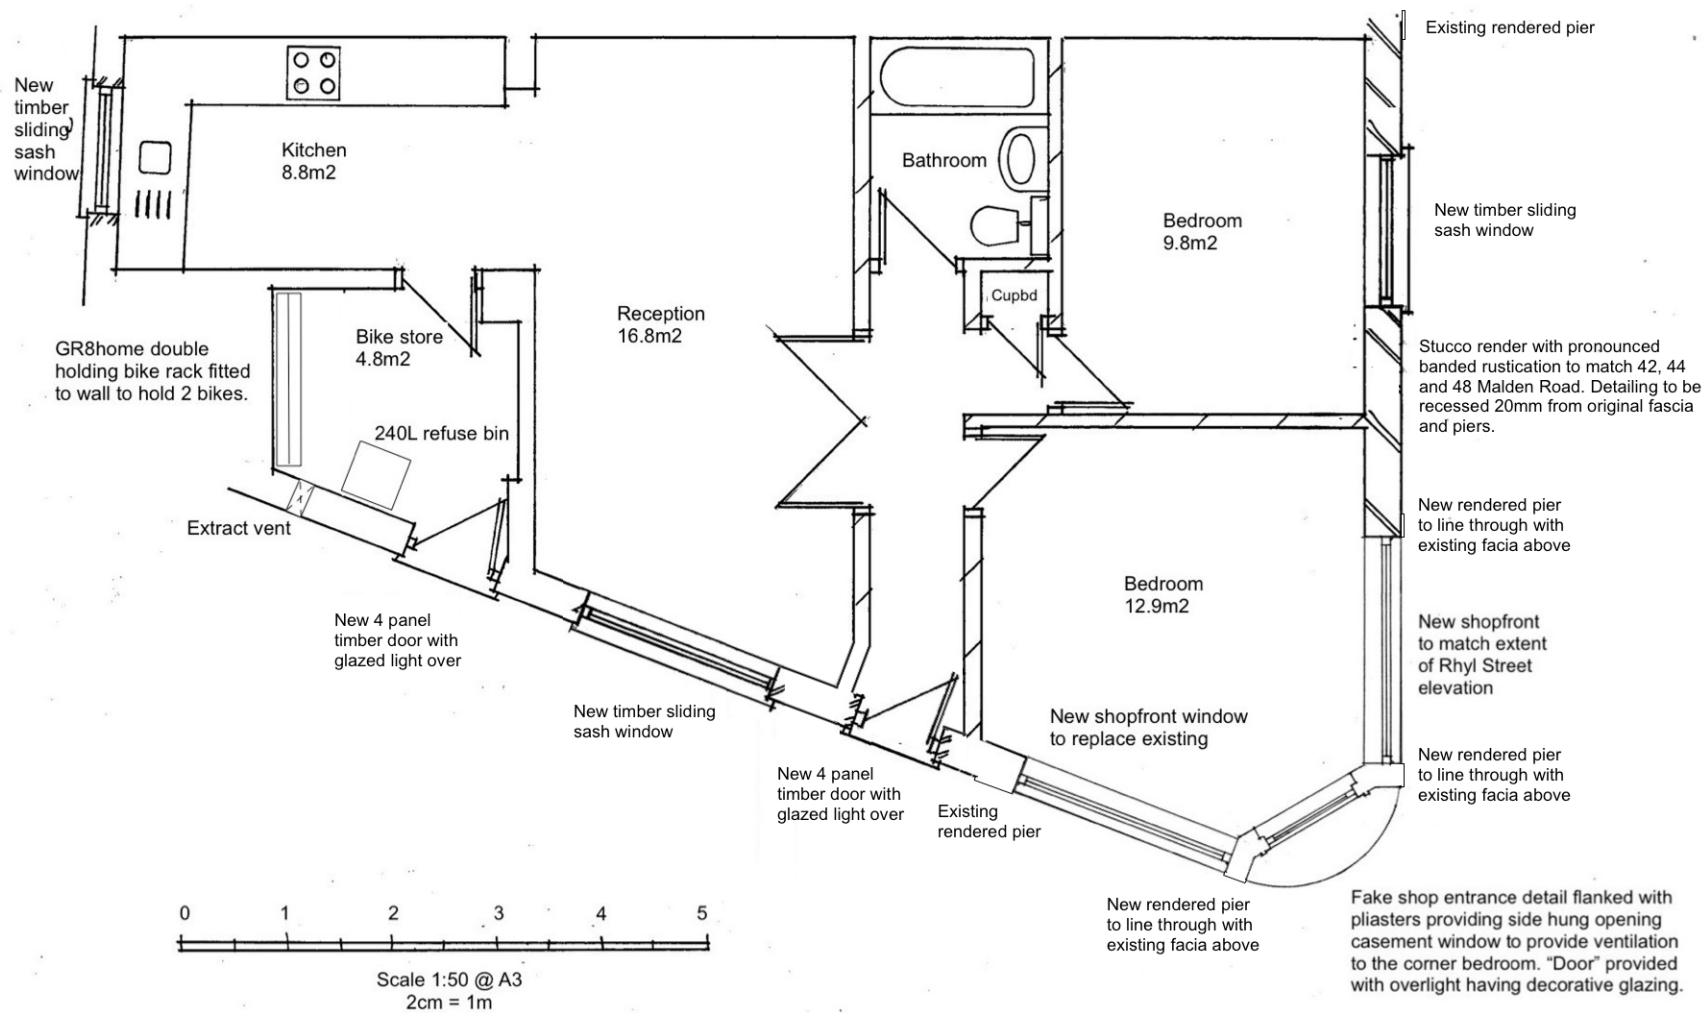 Existing rendered pier
New
timber
sliding
sash
window
Kitchen
8.8m2
Bathroom
Bedroom
9.8m2
New timber sliding
sash window
Cupbd
Reception
16.8m2
Bike store
4.8m2
GR8home double
holding bike rack fitted
to wall to hold 2 bikes.
Stucco render with pronounced
banded rustication to match 42, 44
and 48 Malden Road. Detailing to be
recessed 20mm from original fascia
and piers.
240L refuse bin
Extract vent
New rendered pier
to line through with
existing facia above
Bedroom
12.9m2
New 4 panel
timber door with
glazed light over
New shopfront
to match extent
of Rhyl Street
elevation
New timber sliding
sash window
New shopfront window
to replace existing
New rendered pier
to line through with
existing facia above
New 4 panel
timber door with
glazed light over
Existing
rendered pier
New rendered pier
to line through with
existing facia above
Fake shop entrance detail flanked with
pliasters providing side hung opening
casement window to provide ventilation
to the corner bedroom. “Door” provided
with overlight having decorative glazing.
0 1 2 3 4 5
Scale 1:50 @ A3
2cm = 1m